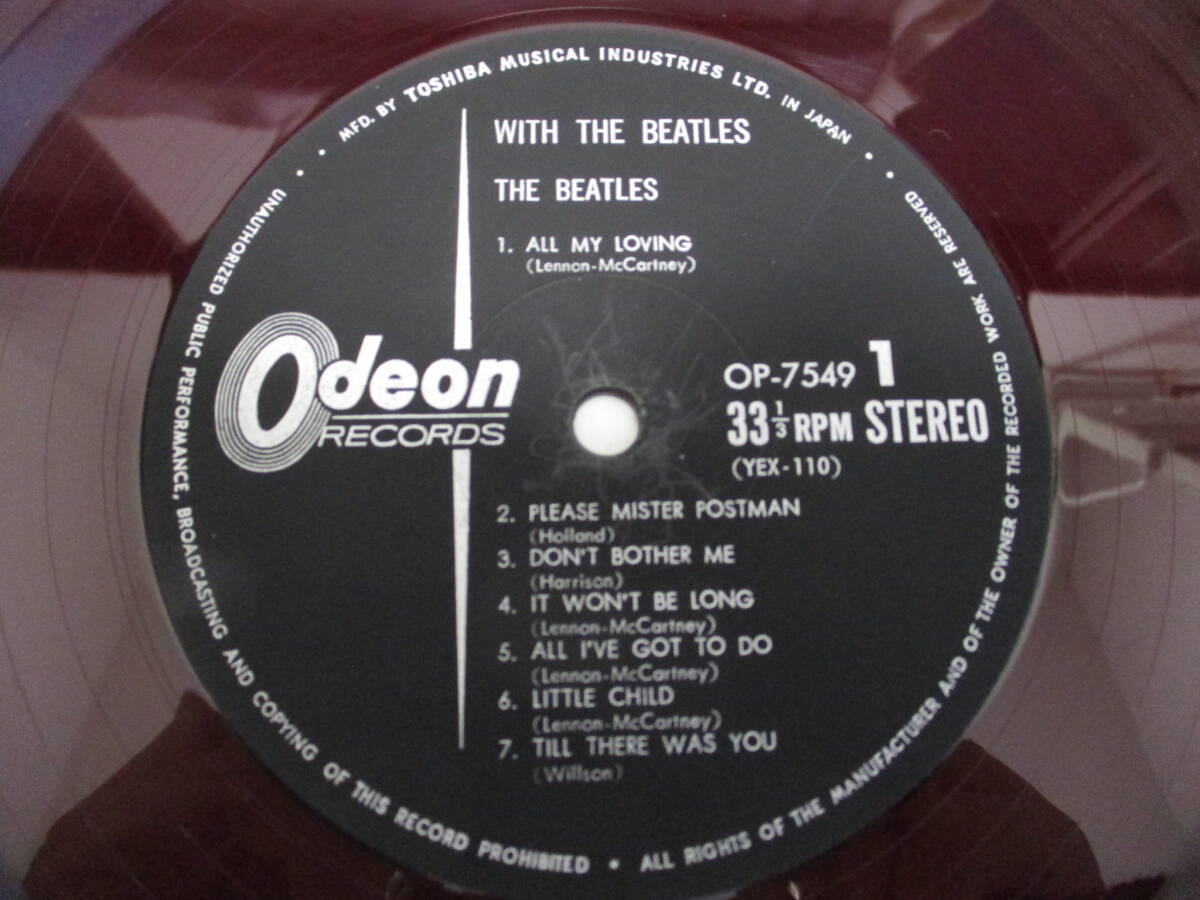 MFD. BY TOSHIBA MUSICAL INDUSTRIES LTD. IN JAPAN
WITH THE BEATLES
THE BEATLES
1. ALL MY LOVING
(Lennon-McCartney)
Odeon
RECORDS
OP-7549 1
33 1/3 RPM STEREO
(YEX-110)
2. PLEASE MISTER POSTMAN
(Holland)
3. DON'T BOTHER ME
(Harrison)
4. IT WON'T BE LONG
(Lennon-McCartney)
5. ALL I'VE GOT TO DO
(Lennon-McCartney)
6. LITTLE CHILD
(Lennon-McCartney)
7. TILL THERE WAS YOU
(Willson)
UNAUTHORIZED PUBLIC PERFORMANCE, BROADCASTING AND COPYING OF THIS RECORD PROHIBITED • ALL RIGHTS OF THE MANUFACTURER AND OF THE OWNER OF THE RECORDED WORK ARE RESERVED